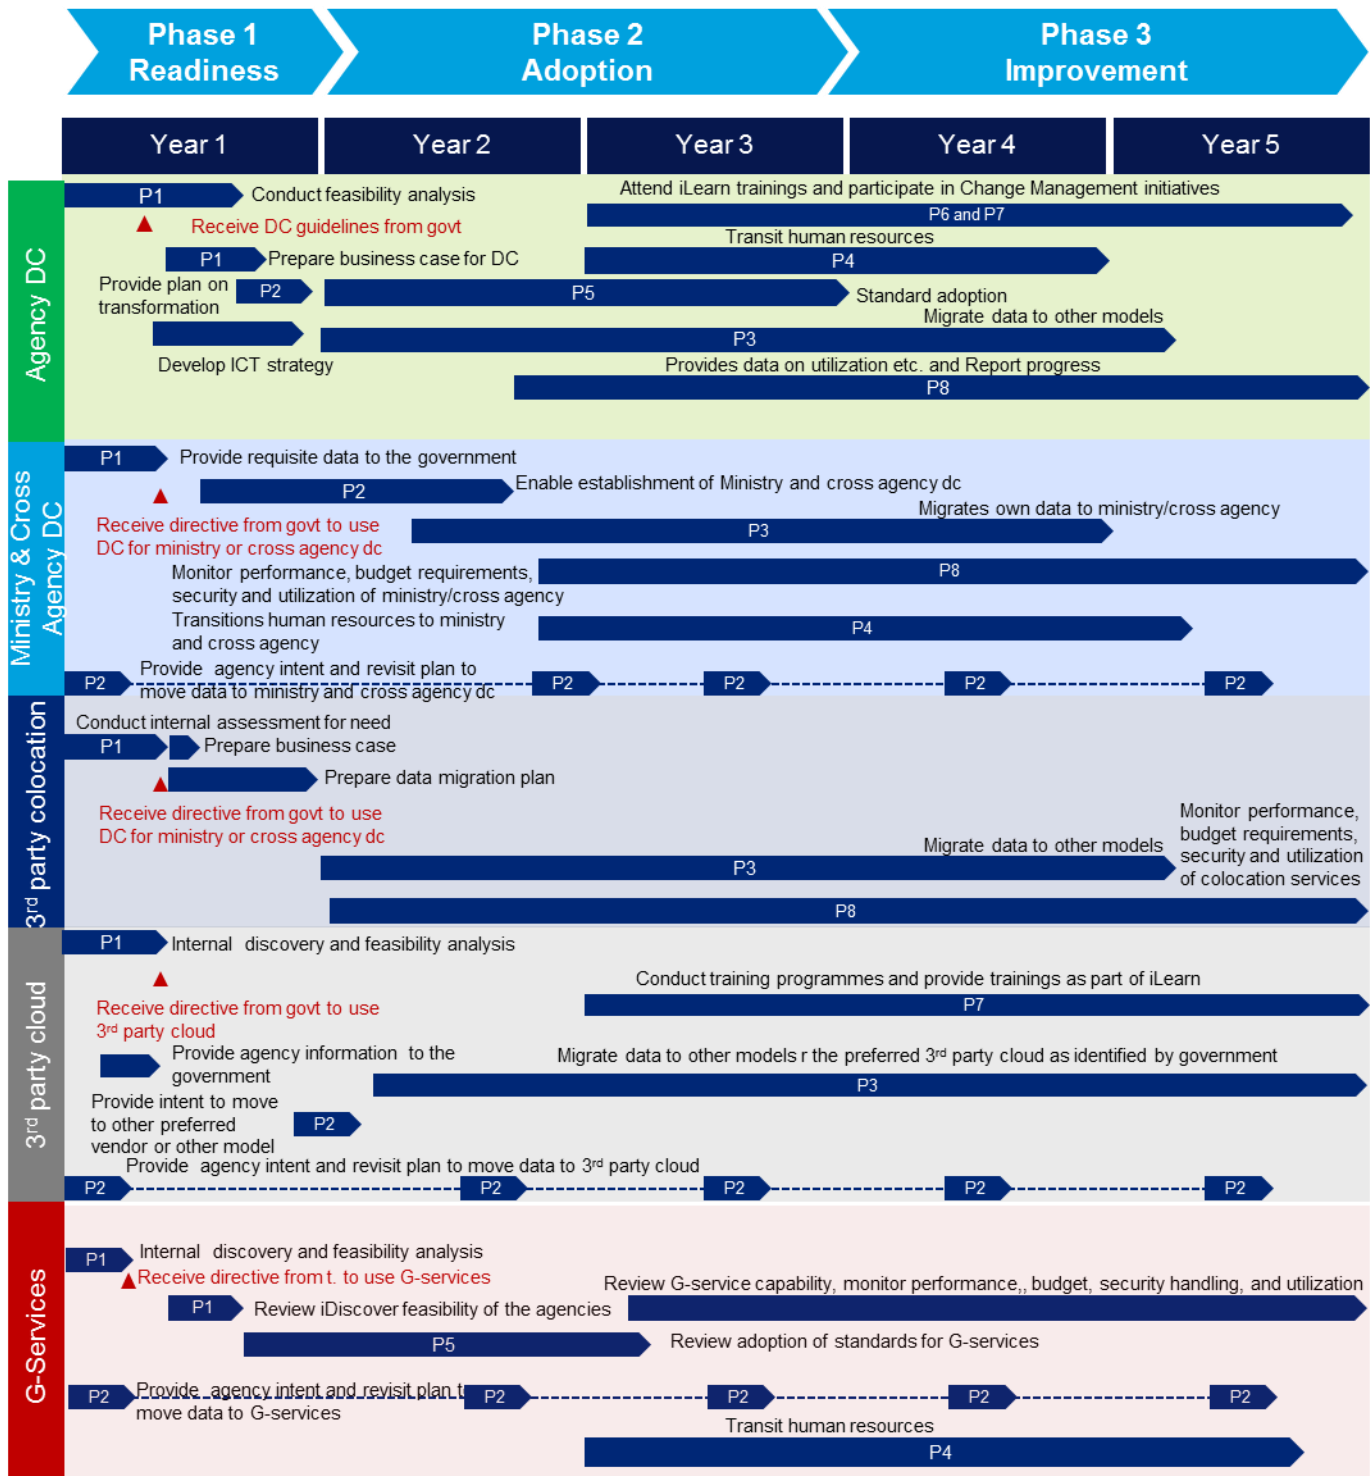 Phase 1
Readiness
Phase 2
Adoption
Phase 3
Improvement
Year 1
Year 2
Year 3
Year 4
Year 5
Agency DC
P1
Conduct feasibility analysis
Attend iLearn trainings and participate in Change Management initiatives
P6 and P7
Receive DC guidelines from govt
Transit human resources
P1
Prepare business case for DC
P4
Provide plan on
transformation
P2
P5
Standard adoption
Migrate data to other models
P3
Develop ICT strategy
Provides data on utilization etc. and Report progress
P8
Ministry & Cross
Agency DC
P1
Provide requisite data to the government
P2
Enable establishment of Ministry and cross agency dc
Receive directive from govt to use
DC for ministry or cross agency dc
Migrates own data to ministry/cross agency
P3
Monitor performance, budget requirements,
security and utilization of ministry/cross agency
P8
Transitions human resources to ministry
and cross agency
P4
P2
Provide agency intent and revisit plan to
move data to ministry and cross agency dc
P2
P2
P2
P2
3rd party colocation
Conduct internal assessment for need
P1
Prepare business case
Prepare data migration plan
Receive directive from govt to use
DC for ministry or cross agency dc
Migrate data to other models
P3
Monitor performance,
budget requirements,
security and utilization
of colocation services
P8
3rd party cloud
P1
Internal discovery and feasibility analysis
Receive directive from govt to use
3rd party cloud
Conduct training programmes and provide trainings as part of iLearn
P7
Provide agency information to the
government
Migrate data to other models r the preferred 3rd party cloud as identified by government
P3
Provide intent to move
to other preferred
vendor or other model
P2
Provide agency intent and revisit plan to move data to 3rd party cloud
P2
P2
P2
P2
P2
G-Services
P1
Internal discovery and feasibility analysis
Receive directive from t. to use G-services
Review G-service capability, monitor performance,, budget, security handling, and utilization
P1
Review iDiscover feasibility of the agencies
P5
Review adoption of standards for G-services
P2
Provide agency intent and revisit plan t
move data to G-services
P2
P2
P2
P2
Transit human resources
P4